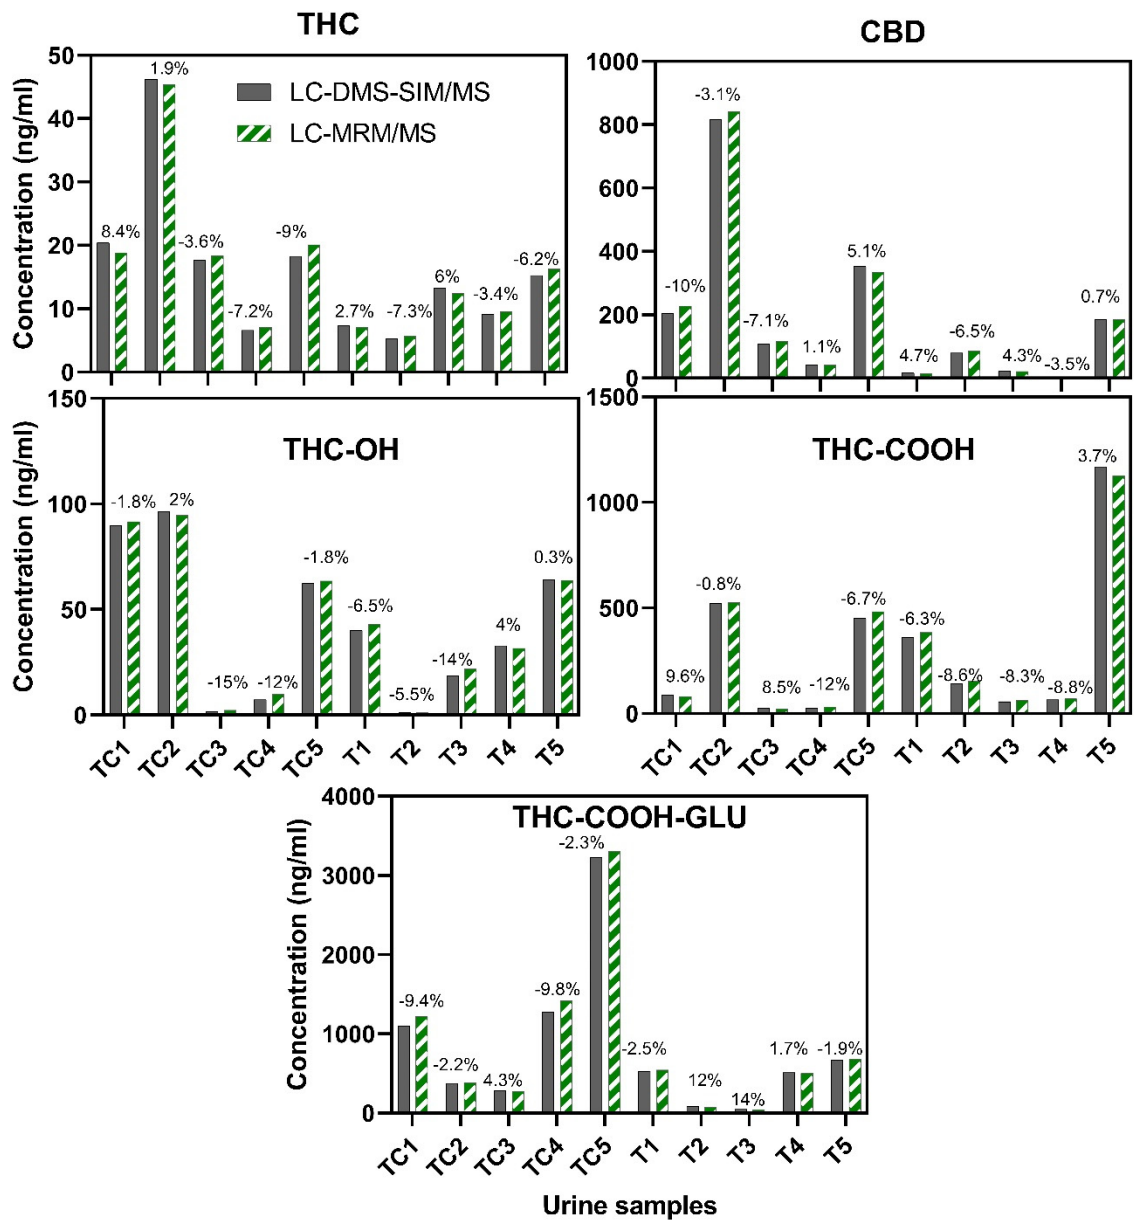 THC
Concentration (ng/ml)
50
40
30
20
10
0
LC-DMS-SIM/MS
LC-MRM/MS
8.4%
1.9%
-3.6%
-7.2%
-9%
2.7%
-7.3%
6%
-3.4%
-6.2%
CBD
1000
800
600
400
200
0
-10%
-3.1%
-7.1%
1.1%
5.1%
4.7%
-6.5%
4.3%
-3.5%
0.7%
THC-OH
Concentration (ng/ml)
150
100
50
0
-1.8%
2%
-15%
-12%
-1.8%
-6.5%
-5.5%
-14%
4%
0.3%
TC1
TC2
TC3
TC4
TC5
T1
T2
T3
T4
T5
THC-COOH
1500
1000
500
0
9.6%
-0.8%
8.5%
-12%
-6.7%
-6.3%
-8.6%
-8.3%
-8.8%
3.7%
TC1
TC2
TC3
TC4
TC5
T1
T2
T3
T4
T5
THC-COOH-GLU
Concentration (ng/ml)
4000
3000
2000
1000
0
-9.4%
-2.2%
4.3%
-9.8%
-2.3%
-2.5%
12%
14%
1.7%
-1.9%
TC1
TC2
TC3
TC4
TC5
T1
T2
T3
T4
T5
Urine samples